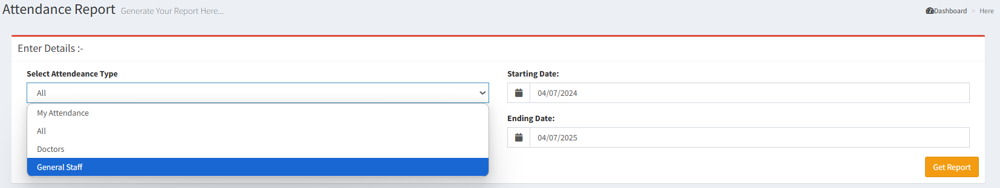 Attendance Report Generate Your Report Here...
Dashboard > Here
Enter Details :-
Select Attendeance Type
All
My Attendance
All
Doctors
General Staff
Starting Date:
04/07/2024
Ending Date:
04/07/2025
Get Report